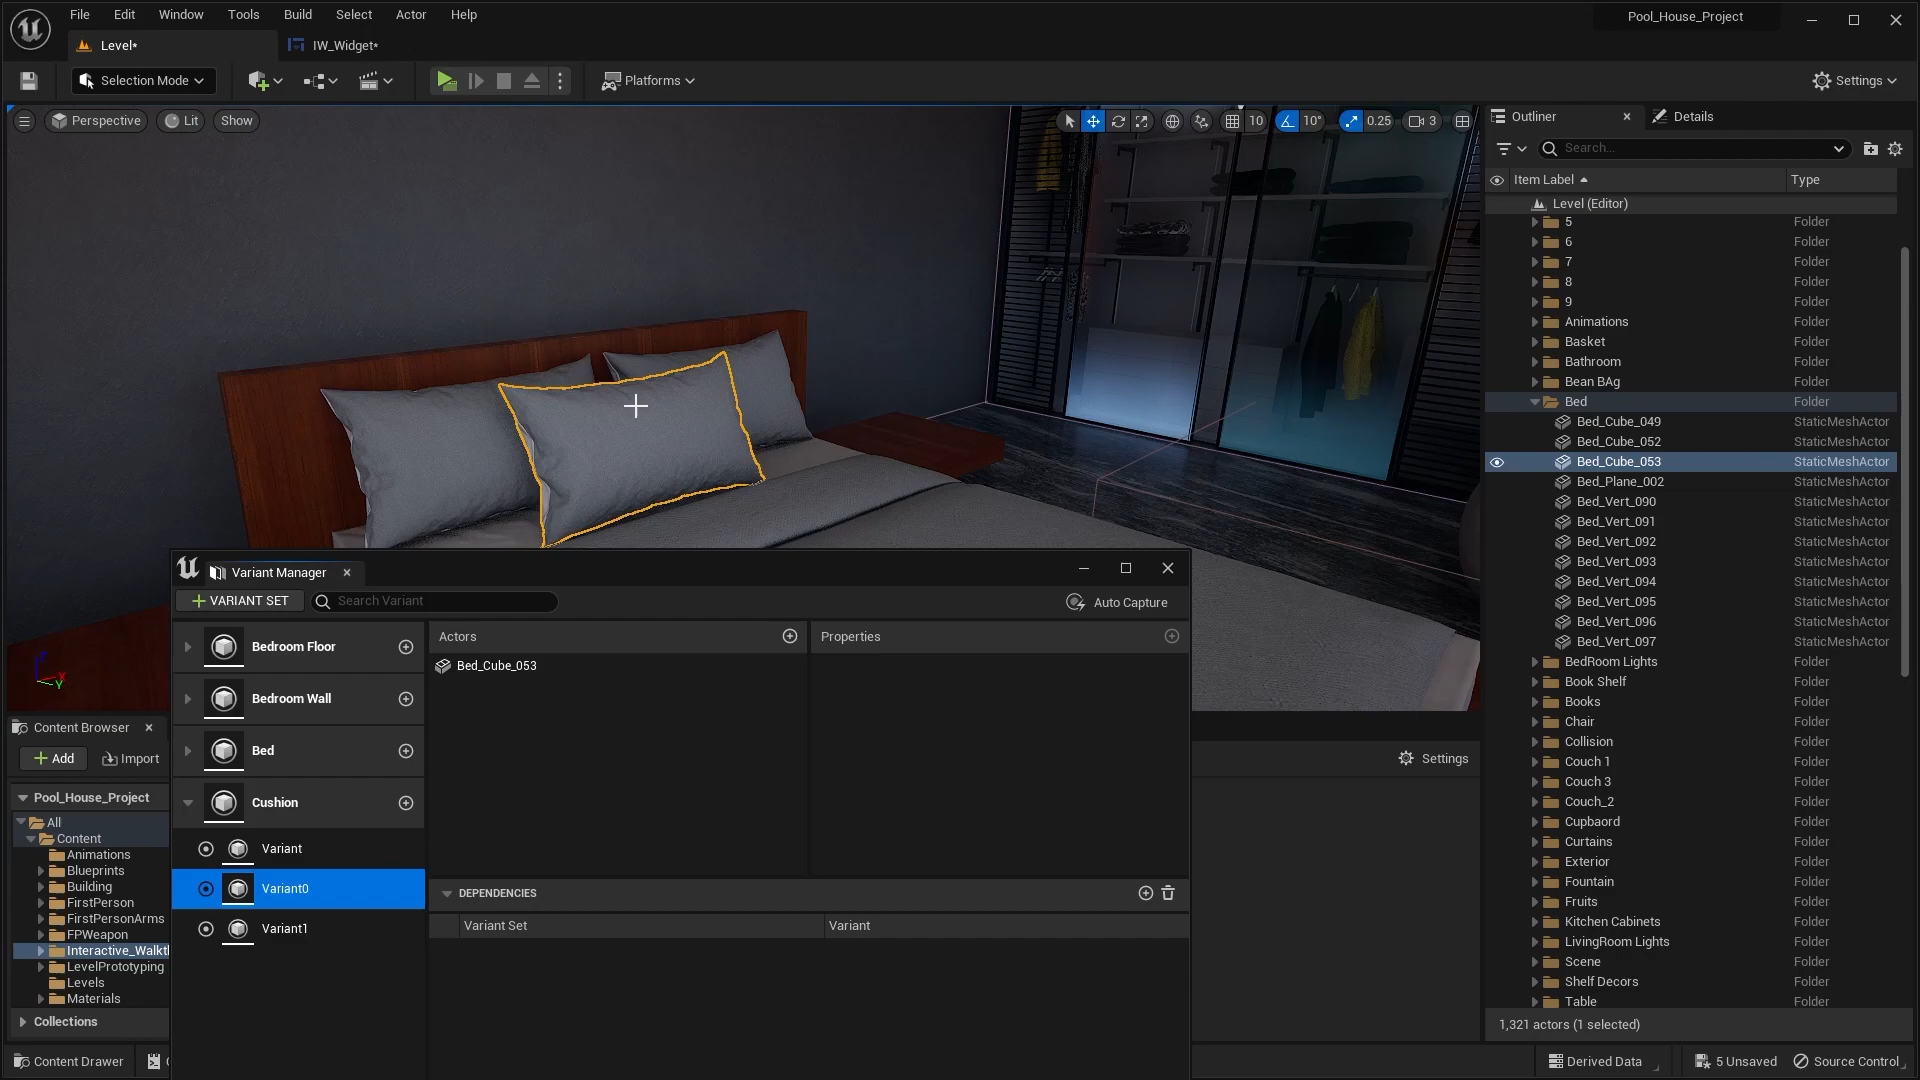 File Edit Window Tools Build Select Actor Help
Pool_House_Project
Level*
IW_Widget*
Selection Mode
Platforms
Settings
Perspective
Lit
Show
10
10°
0.25
3
Outliner
Details
Search...
Item Label
Type
Level (Editor)
5 Folder
6 Folder
7 Folder
8 Folder
9 Folder
Animations Folder
Basket Folder
Bathroom Folder
Bean BAg Folder
Bed Folder
Bed_Cube_049 StaticMeshActor
Bed_Cube_052 StaticMeshActor
Bed_Cube_053 StaticMeshActor
Bed_Plane_002 StaticMeshActor
Bed_Vert_090 StaticMeshActor
Bed_Vert_091 StaticMeshActor
Bed_Vert_092 StaticMeshActor
Bed_Vert_093 StaticMeshActor
Bed_Vert_094 StaticMeshActor
Bed_Vert_095 StaticMeshActor
Bed_Vert_096 StaticMeshActor
Bed_Vert_097 StaticMeshActor
BedRoom Lights Folder
Book Shelf Folder
Books Folder
Chair Folder
Collision Folder
Couch 1 Folder
Couch 3 Folder
Couch_2 Folder
Cupbaord Folder
Curtains Folder
Exterior Folder
Fountain Folder
Fruits Folder
Kitchen Cabinets Folder
LivingRoom Lights Folder
Scene Folder
Shelf Decors Folder
Table Folder
1,321 actors (1 selected)
Variant Manager
VARIANT SET
Search Variant
Auto Capture
Bedroom Floor
Bedroom Wall
Bed
Cushion
Variant
Variant0
Variant1
Actors
Bed_Cube_053
Properties
DEPENDENCIES
Variant Set
Variant
X
Y
Content Browser
Add
Import
Settings
Pool_House_Project
All
Content
Animations
Blueprints
Building
FirstPerson
FirstPersonArms
FPWeapon
Interactive_Walkt
LevelPrototyping
Levels
Materials
Collections
Content Drawer
Derived Data
5 Unsaved
Source Control